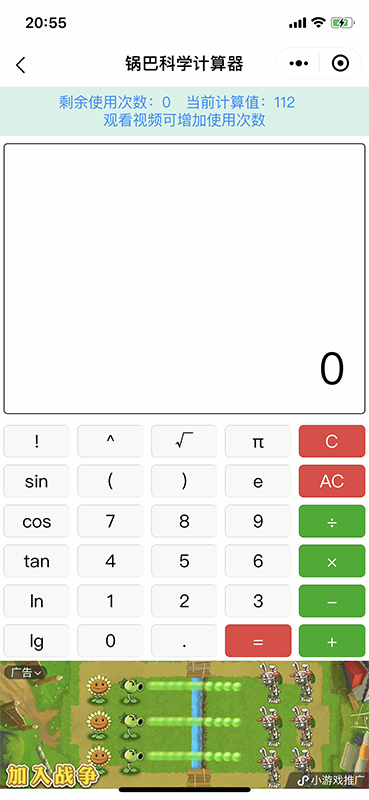 20:55
锅巴科学计算器
剩余使用次数：0 当前计算值：112
观看视频可增加使用次数
0
! ^ √ π C
sin ( ) e AC
cos 7 8 9 ÷
tan 4 5 6 ×
ln 1 2 3 −
lg 0 . = +
广告
加入战争
小游戏推广